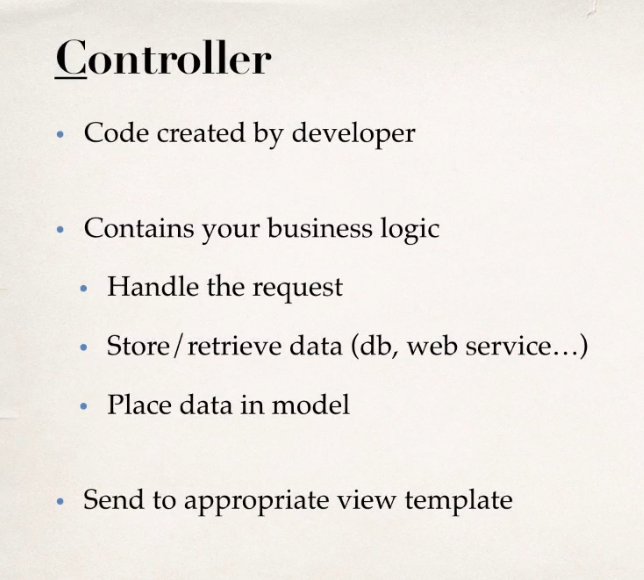 Controller
• Code created by developer
• Contains your business logic
• Handle the request
• Store/retrieve data (db, web service...)
• Place data in model
• Send to appropriate view template